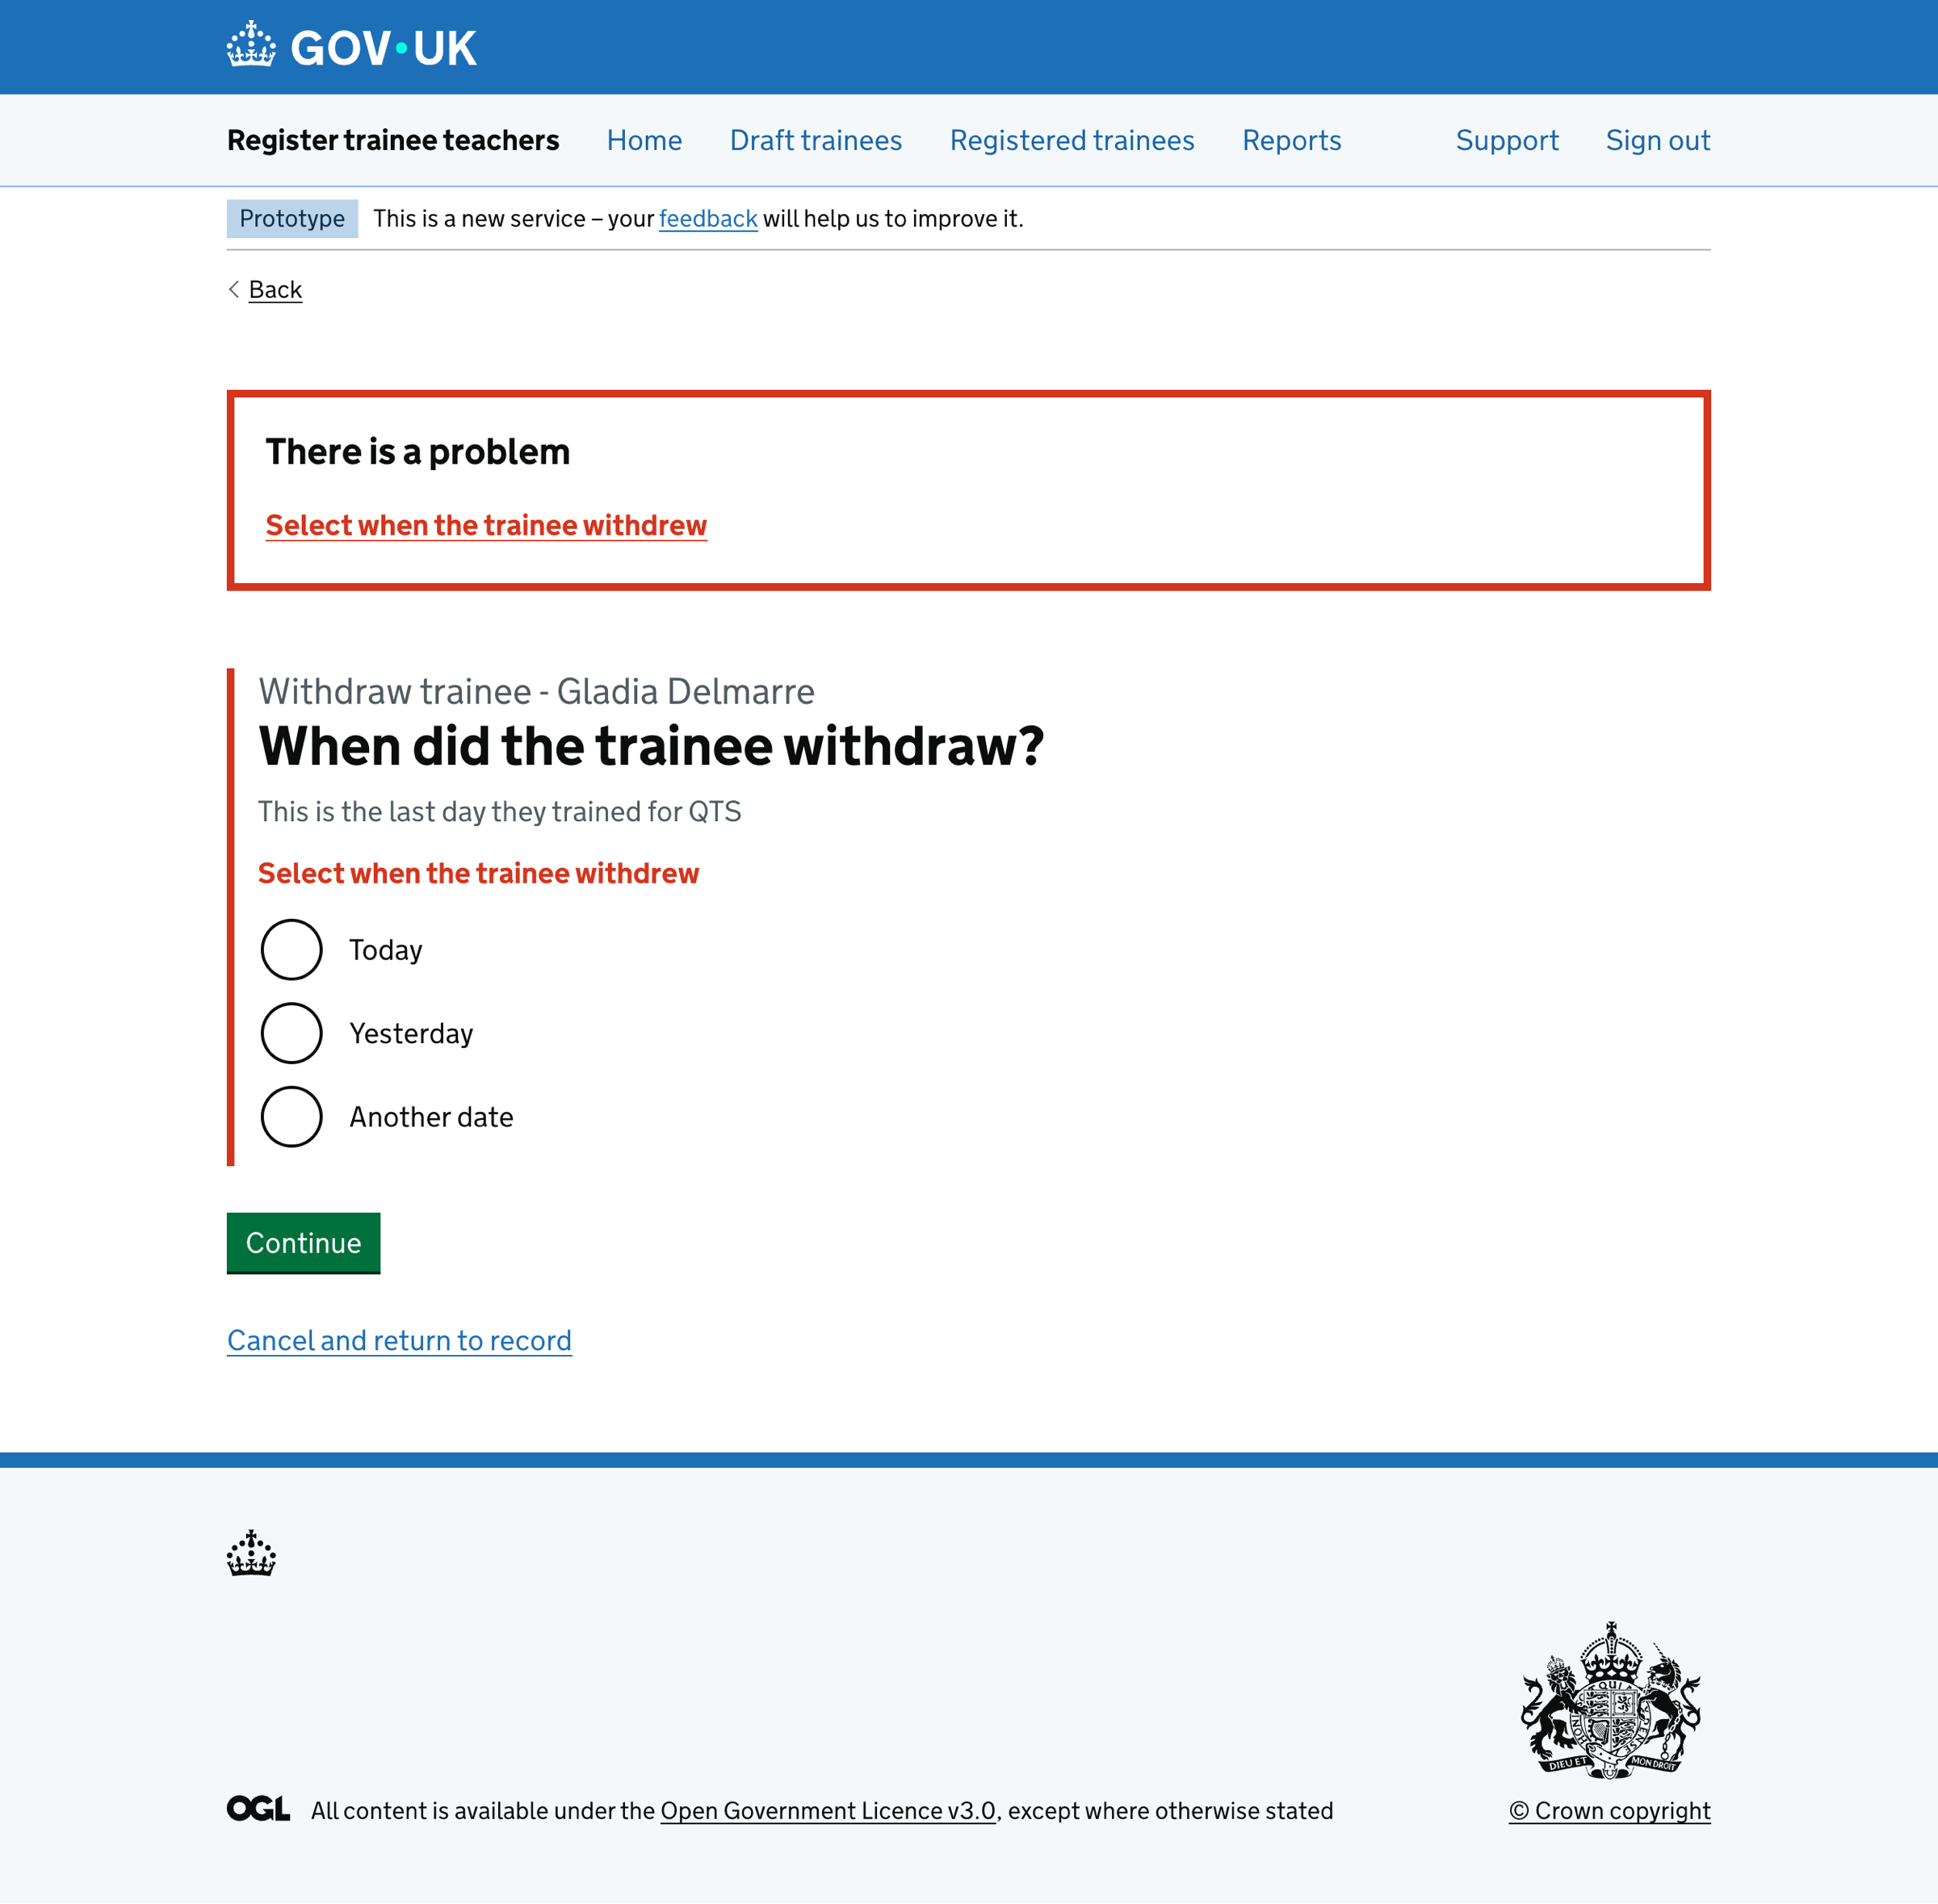 GOV·UK
Register trainee teachers Home Draft trainees Registered trainees Reports Support Sign out
Prototype This is a new service – your feedback will help us to improve it.
Back
There is a problem
Select when the trainee withdrew
Withdraw trainee - Gladia Delmarre
When did the trainee withdraw?
This is the last day they trained for QTS
Select when the trainee withdrew
Today
Yesterday
Another date
Continue
Cancel and return to record
DIEU ET MON DROIT
OGL All content is available under the Open Government Licence v3.0, except where otherwise stated
© Crown copyright